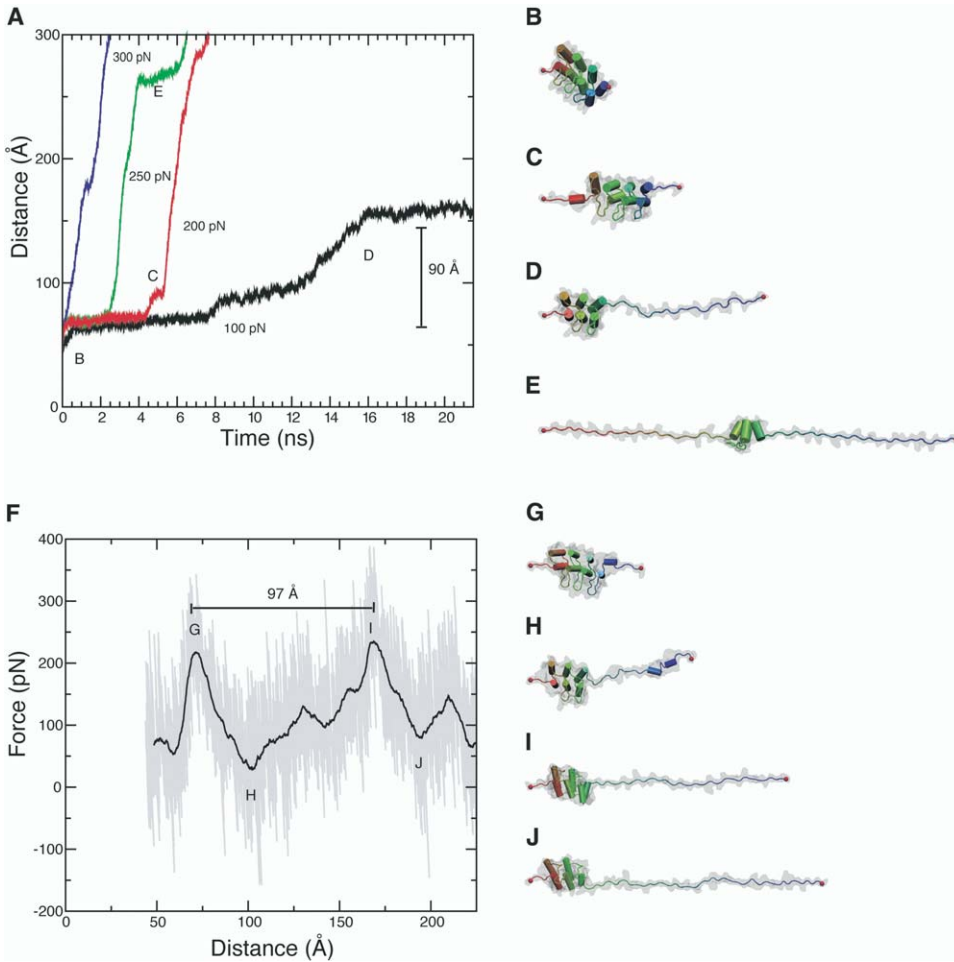 A
300
200
100
0
Distance (Å)
0 2 4 6 8 10 12 14 16 18 20
Time (ns)
300 pN
E
250 pN
200 pN
C
D
90 Å
100 pN
B
B
C
D
E
F
400
300
200
100
0
-100
-200
Force (pN)
0 50 100 150 200
Distance (Å)
97 Å
G
I
H
J
G
H
I
J